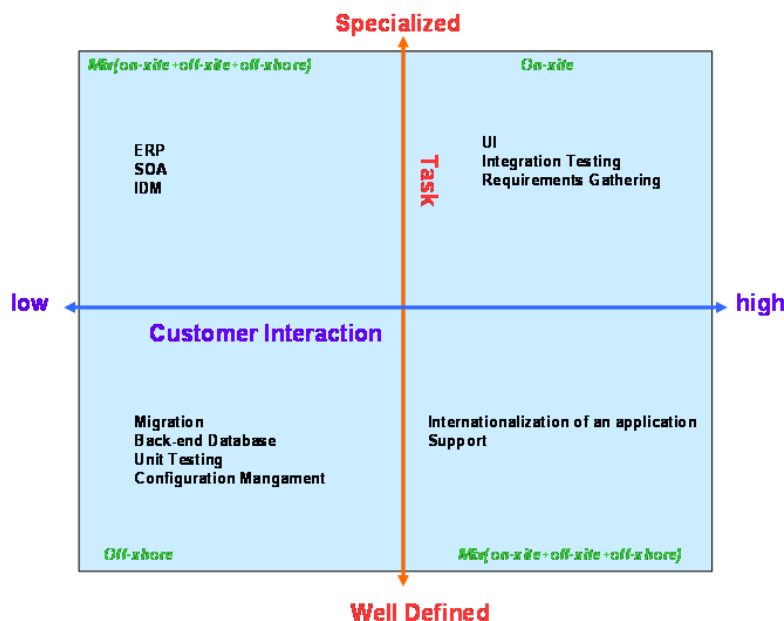 Specialized
Mix(on-site+off-site+off-shore)
On-site
ERP
SOA
IDM
UI
Integration Testing
Requirements Gathering
Task
low
high
Customer Interaction
Migration
Back-end Database
Unit Testing
Configuration Mangament
Internationalization of an application
Support
Off-shore
Mix(on-site+off-site+off-shore)
Well Defined